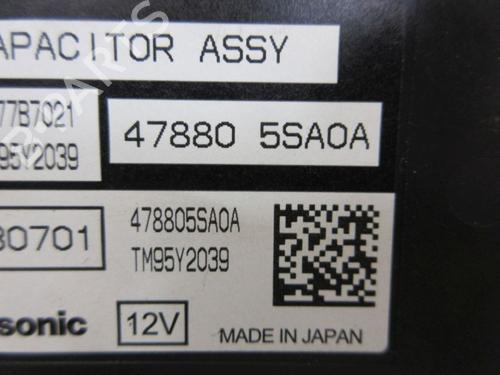 APACITOR ASSY
77B7021
95Y2039
47880 5SA0A
80701
478805SA0A
TM95Y2039
sonic
12V
MADE IN JAPAN